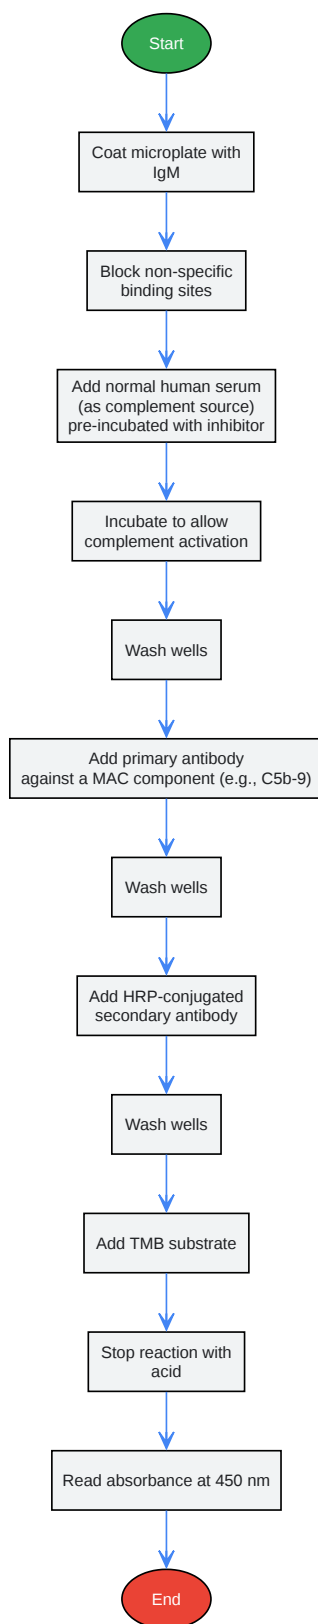 Start
Coat microplate with
IgM
Block non-specific
binding sites
Add normal human serum
(as complement source)
pre-incubated with inhibitor
Incubate to allow
complement activation
Wash wells
Add primary antibody
against a MAC component (e.g., C5b-9)
Wash wells
Add HRP-conjugated
secondary antibody
Wash wells
Add TMB substrate
Stop reaction with
acid
Read absorbance at 450 nm
End